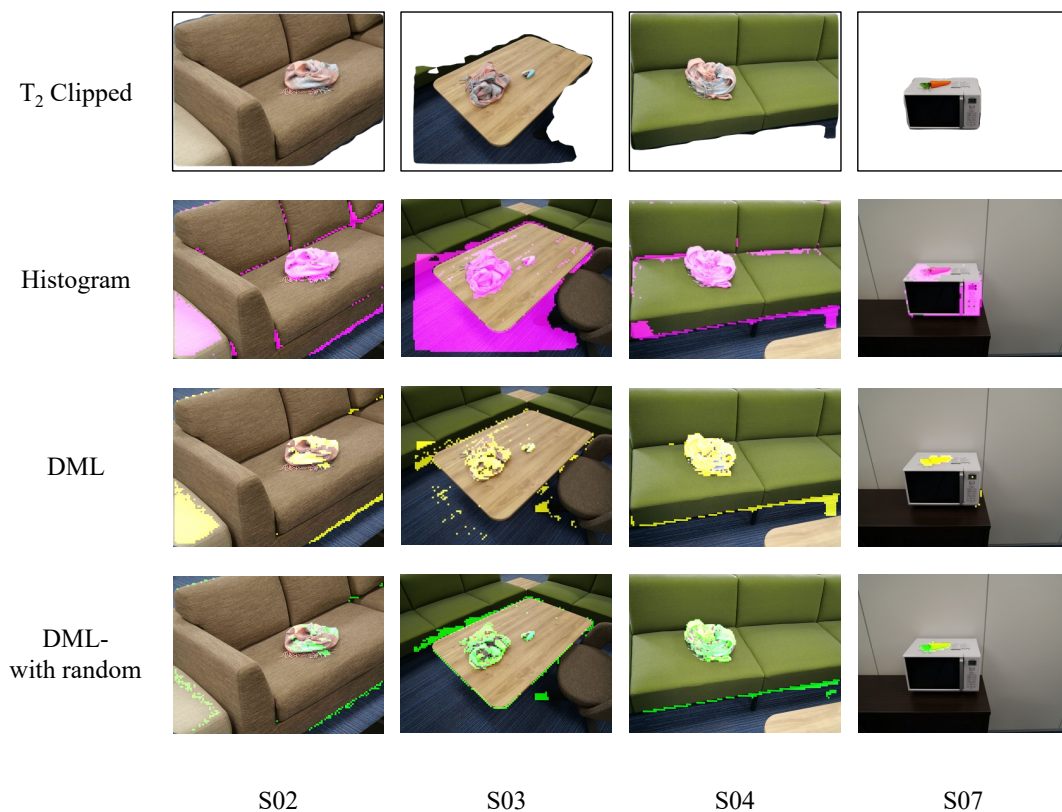 T₂ Clipped
Histogram
DML
DML-
with random
S02
S03
S04
S07